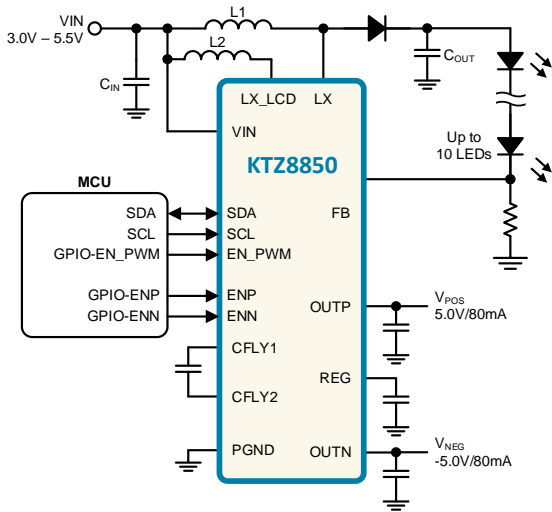 VIN
3.0V – 5.5V
L1
L2
CIN
COUT
LX_LCD
LX
VIN
KTZ8850
Up to
10 LEDs
MCU
SDA
SDA
FB
SCL
SCL
GPIO-EN_PWM
EN_PWM
GPIO-ENP
ENP
GPIO-ENN
ENN
OUTP
VPOS
5.0V/80mA
CFLY1
REG
CFLY2
PGND
OUTN
VNEG
-5.0V/80mA